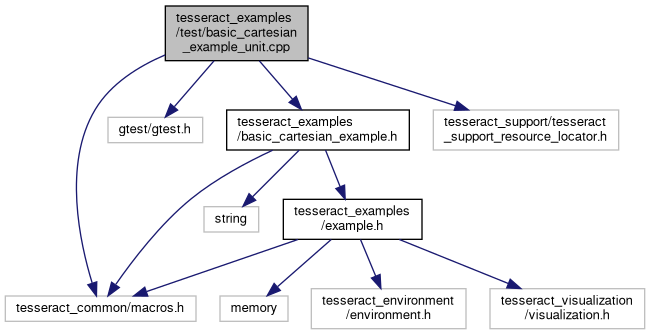 tesseract_examples
/test/basic_cartesian
_example_unit.cpp
gtest/gtest.h
tesseract_examples
/basic_cartesian_example.h
tesseract_support/tesseract
_support_resource_locator.h
string
tesseract_examples
/example.h
tesseract_common/macros.h
memory
tesseract_environment
/environment.h
tesseract_visualization
/visualization.h